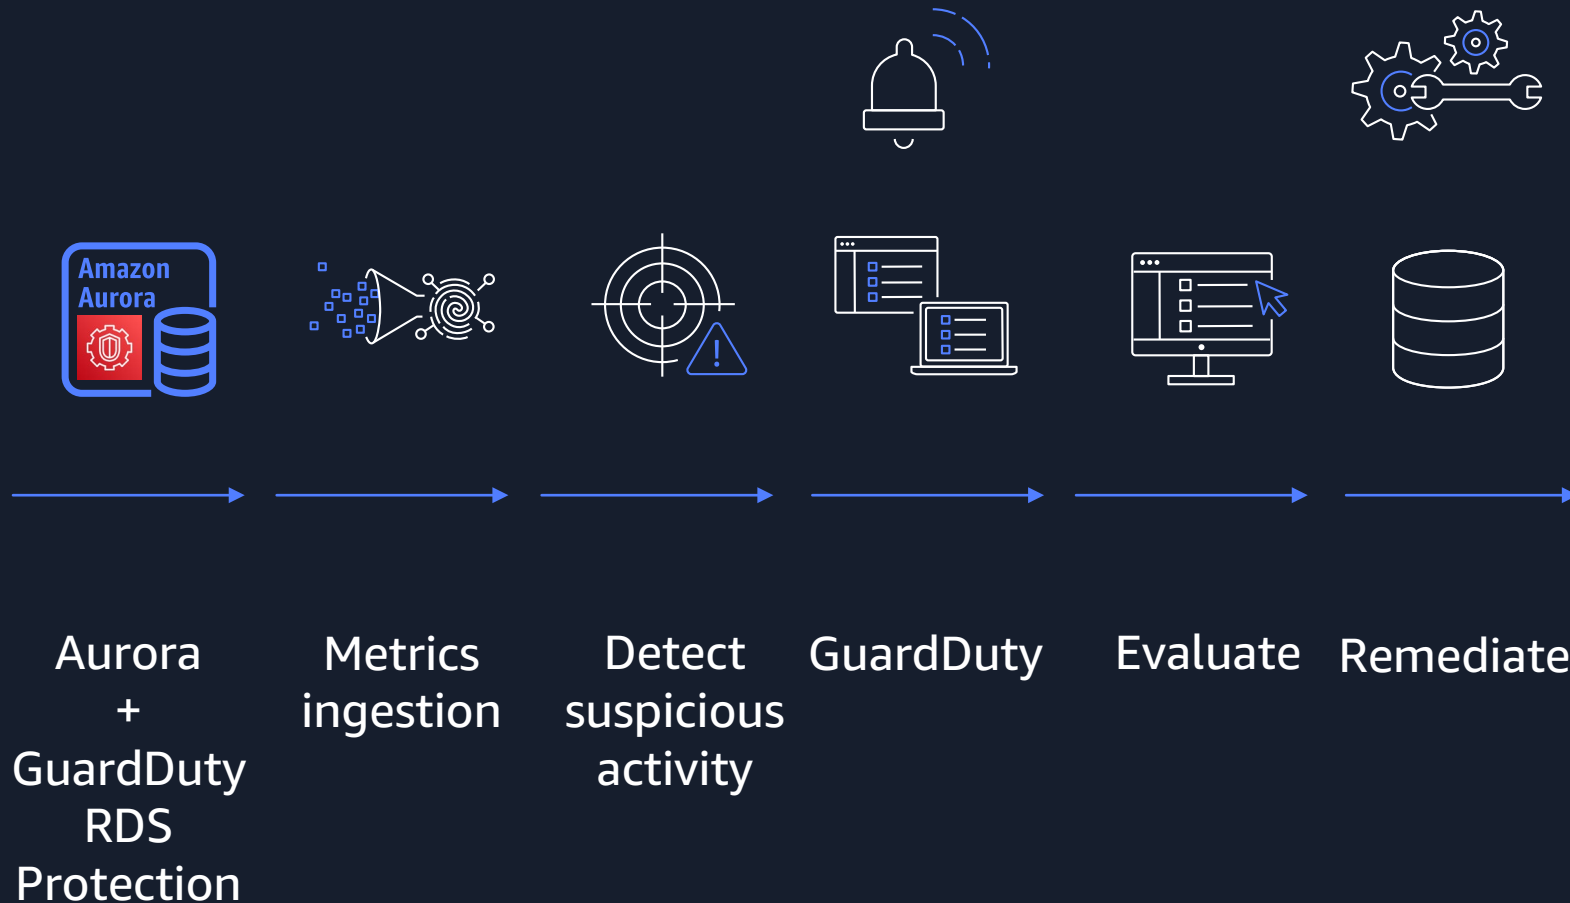 Amazon
Aurora
Aurora
+
GuardDuty
RDS
Protection
Metrics
ingestion
Detect
suspicious
activity
GuardDuty
Evaluate
Remediate